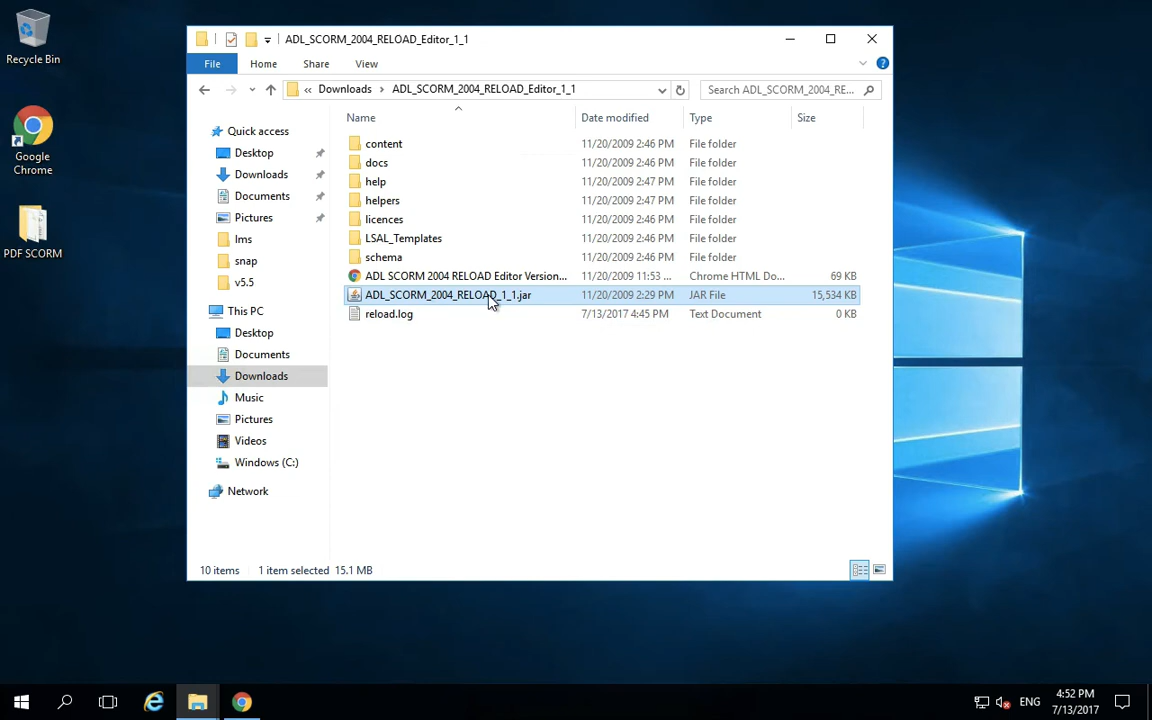 Recycle Bin
Google
Chrome
PDF SCORM
ADL_SCORM_2004_RELOAD_Editor_1_1
File Home Share View
« Downloads > ADL_SCORM_2004_RELOAD_Editor_1_1
Search ADL_SCORM_2004_RE...
Name Date modified Type Size
Quick access
Desktop
Downloads
Documents
Pictures
lms
snap
v5.5
This PC
Desktop
Documents
Downloads
Music
Pictures
Videos
Windows (C:)
Network
content 11/20/2009 2:46 PM File folder
docs 11/20/2009 2:46 PM File folder
help 11/20/2009 2:47 PM File folder
helpers 11/20/2009 2:47 PM File folder
licences 11/20/2009 2:46 PM File folder
LSAL_Templates 11/20/2009 2:46 PM File folder
schema 11/20/2009 2:46 PM File folder
ADL SCORM 2004 RELOAD Editor Version... 11/20/2009 11:53 ... Chrome HTML Do... 69 KB
ADL_SCORM_2004_RELOAD_1_1.jar 11/20/2009 2:29 PM JAR File 15,534 KB
reload.log 7/13/2017 4:45 PM Text Document 0 KB
10 items 1 item selected 15.1 MB
ENG
4:52 PM
7/13/2017